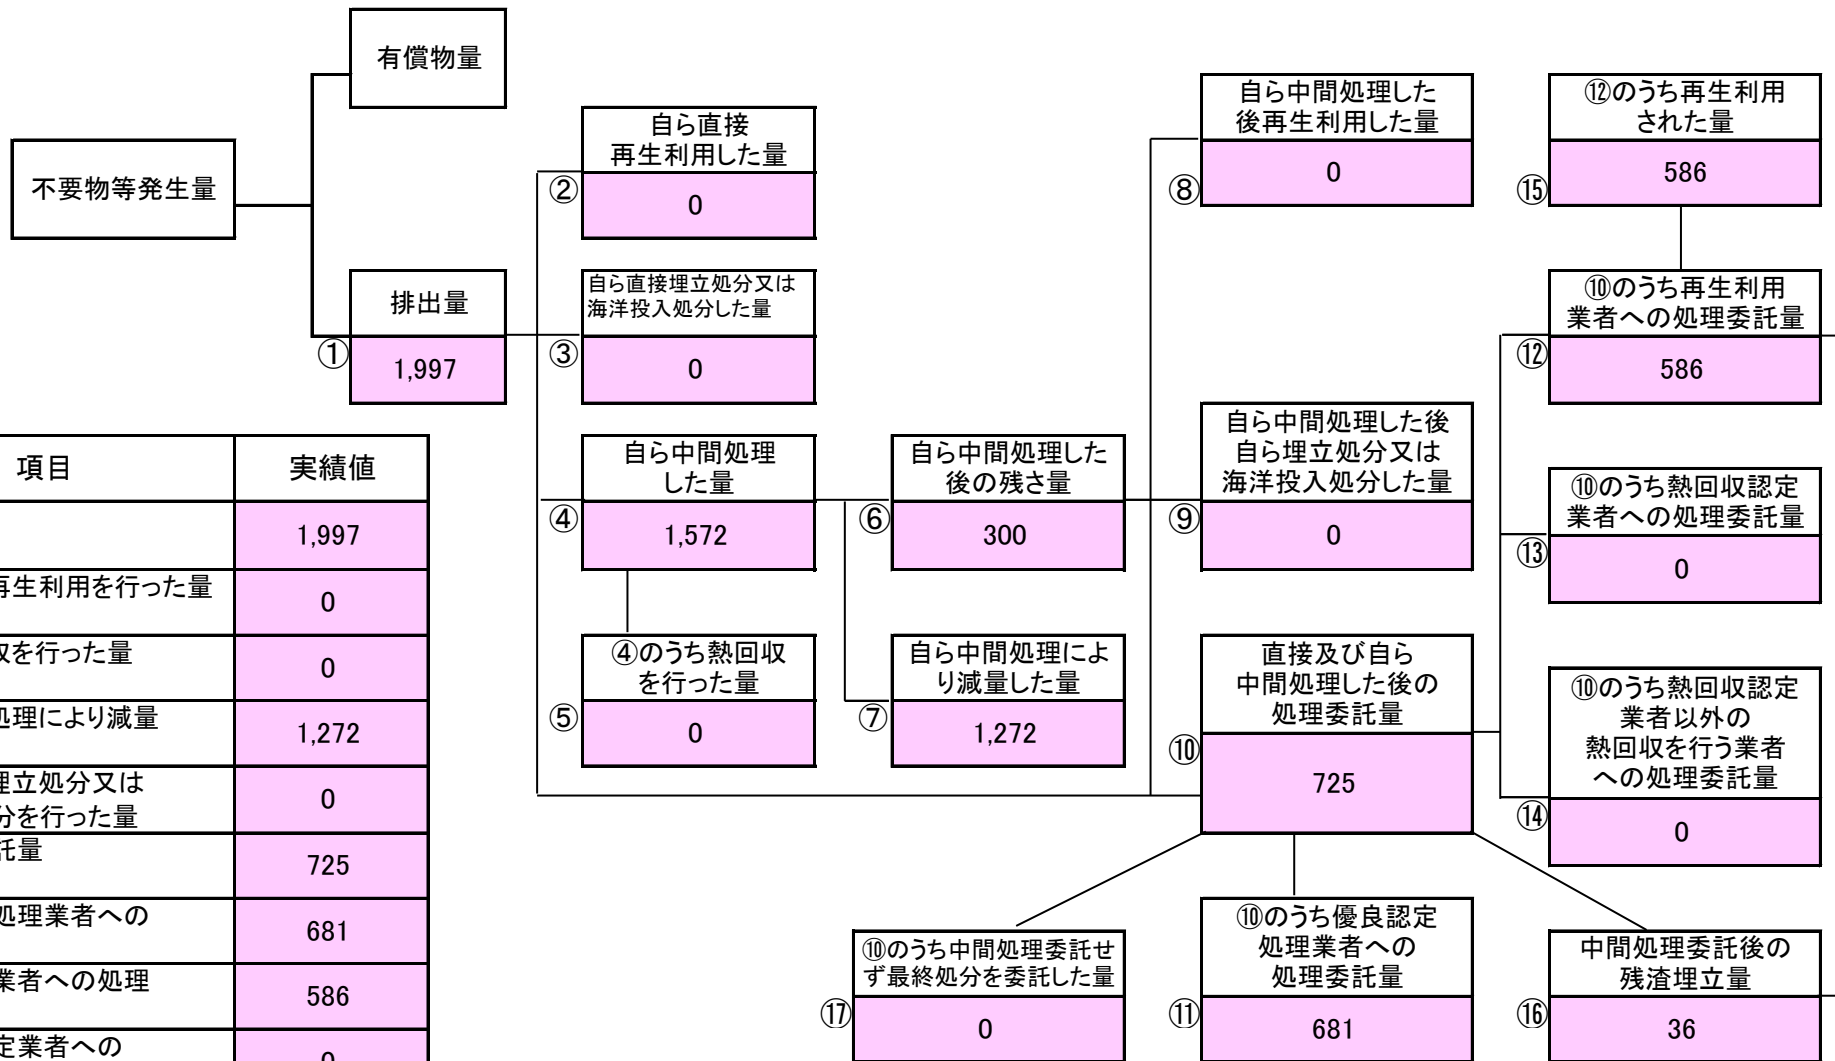 有償物量
不要物等発生量
排出量
①
1,997
自ら直接
再生利用した量
②
0
自ら直接埋立処分又は
海洋投入処分した量
③
0
自ら中間処理
した量
④
1,572
④のうち熱回収
を行った量
⑤
0
自ら中間処理した
後の残さ量
⑥
300
自ら中間処理によ
り減量した量
⑦
1,272
自ら中間処理した
後再生利用した量
⑧
0
自ら中間処理した後
自ら埋立処分又は
海洋投入処分した量
⑨
0
直接及び自ら
中間処理した後の
処理委託量
⑩
725
⑫のうち再生利用
された量
⑮
586
⑩のうち再生利用
業者への処理委託量
⑫
586
⑩のうち熱回収認定
業者への処理委託量
⑬
0
⑩のうち熱回収認定
業者以外の
熱回収を行う業者
への処理委託量
⑭
0
⑩のうち中間処理委託せ
ず最終処分を委託した量
⑰
0
⑩のうち優良認定
処理業者への
処理委託量
⑪
681
中間処理委託後の
残渣埋立量
⑯
36
項目
実績値
1,997
再生利用を行った量
0
を行った量
0
処理により減量
1,272
埋立処分又は
分を行った量
0
託量
725
処理業者への
681
業者への処理
586
定業者への
0